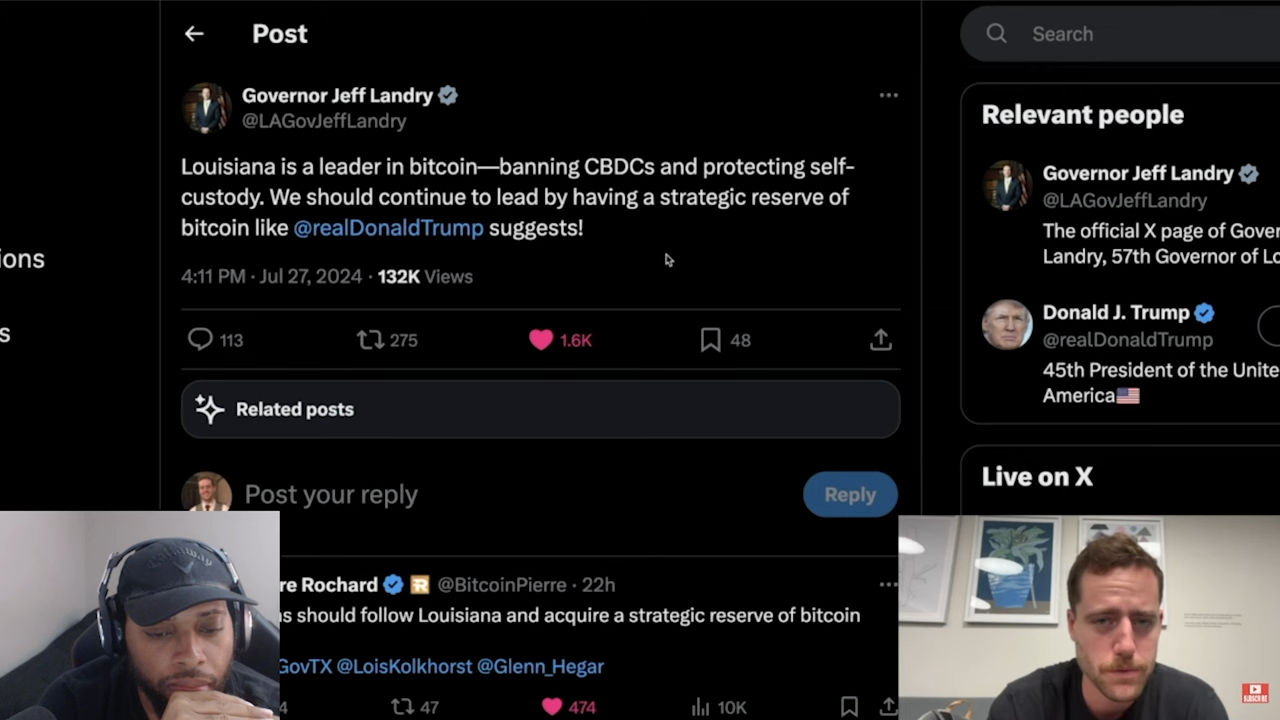 Post
Search
Governor Jeff Landry
@LAGovJeffLandry
Louisiana is a leader in bitcoin—banning CBDCs and protecting self-
custody. We should continue to lead by having a strategic reserve of
bitcoin like @realDonaldTrump suggests!
4:11 PM · Jul 27, 2024 · 132K Views
113 275 1.6K 48
Related posts
Post your reply
Reply
re Rochard @BitcoinPierre · 22h
s should follow Louisiana and acquire a strategic reserve of bitcoin
GovTX @LoisKolkhorst @Glenn_Hegar
4 47 474 10K
ions
s
Relevant people
Governor Jeff Landry
@LAGovJeffLandry
The official X page of Gover
Landry, 57th Governor of Lo
Donald J. Trump
@realDonaldTrump
45th President of the Unite
America
Live on X
SUBSCRIBE